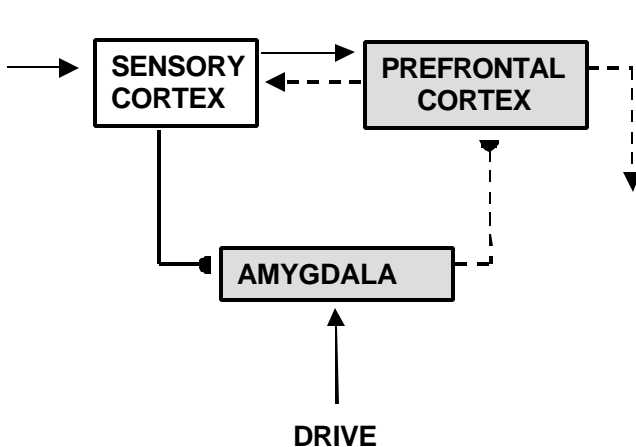 SENSORY
CORTEX
PREFRONTAL
CORTEX
AMYGDALA
DRIVE